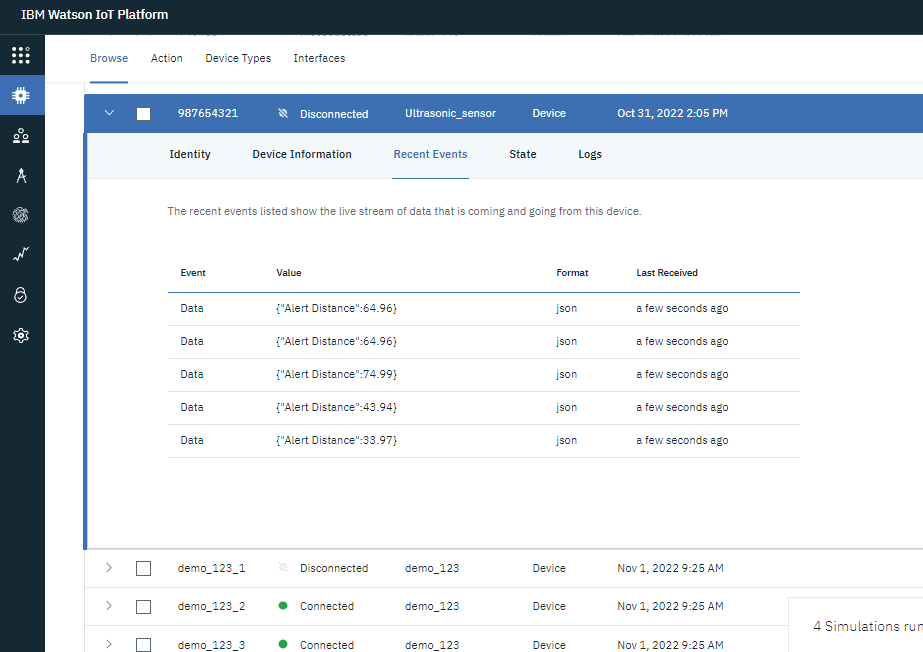 IBM Watson IoT Platform
Browse Action Device Types Interfaces
987654321 Disconnected Ultrasonic_sensor Device Oct 31, 2022 2:05 PM
Identity Device Information Recent Events State Logs
The recent events listed show the live stream of data that is coming and going from this device.
Event Value Format Last Received
Data {"Alert Distance":64.96} json a few seconds ago
Data {"Alert Distance":64.96} json a few seconds ago
Data {"Alert Distance":74.99} json a few seconds ago
Data {"Alert Distance":43.94} json a few seconds ago
Data {"Alert Distance":33.97} json a few seconds ago
demo_123_1 Disconnected demo_123 Device Nov 1, 2022 9:25 AM
demo_123_2 Connected demo_123 Device Nov 1, 2022 9:25 AM
4 Simulations run
demo_123_3 Connected demo_123 Device Nov 1, 2022 9:25 AM